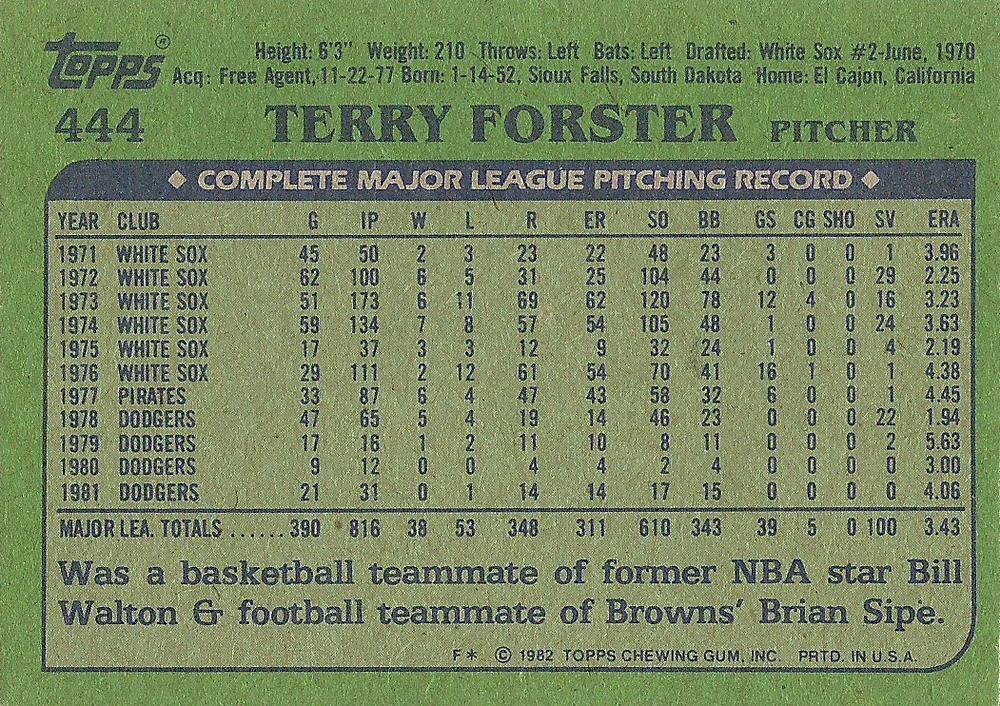 Topps®
Height: 6'3" Weight: 210 Throws: Left Bats: Left Drafted: White Sox #2-June, 1970
Acq: Free Agent, 11-22-77 Born: 1-14-52, Sioux Falls, South Dakota Home: El Cajon, California
444 TERRY FORSTER PITCHER
◆ COMPLETE MAJOR LEAGUE PITCHING RECORD ◆
YEAR CLUB G IP W L R ER SO BB GS CG SHO SV ERA
1971 WHITE SOX 45 50 2 3 23 22 48 23 3 0 0 1 3.96
1972 WHITE SOX 62 100 6 5 31 25 104 44 0 0 0 29 2.25
1973 WHITE SOX 51 173 6 11 69 62 120 78 12 4 0 16 3.23
1974 WHITE SOX 59 134 7 8 57 54 105 48 1 0 0 24 3.63
1975 WHITE SOX 17 37 3 3 12 9 32 24 1 0 0 4 2.19
1976 WHITE SOX 29 111 2 12 61 54 70 41 16 1 0 1 4.38
1977 PIRATES 33 87 6 4 47 43 58 32 6 0 0 1 4.45
1978 DODGERS 47 65 5 4 19 14 46 23 0 0 0 22 1.94
1979 DODGERS 17 16 1 2 11 10 8 11 0 0 0 2 5.63
1980 DODGERS 9 12 0 0 4 4 2 4 0 0 0 0 3.00
1981 DODGERS 21 31 0 1 14 14 17 15 0 0 0 0 4.06
MAJOR LEA. TOTALS ...... 390 816 38 53 348 311 610 343 39 5 0 100 3.43
Was a basketball teammate of former NBA star Bill
Walton & football teammate of Browns' Brian Sipe.
F* © 1982 TOPPS CHEWING GUM, INC. PRTD. IN U.S.A.